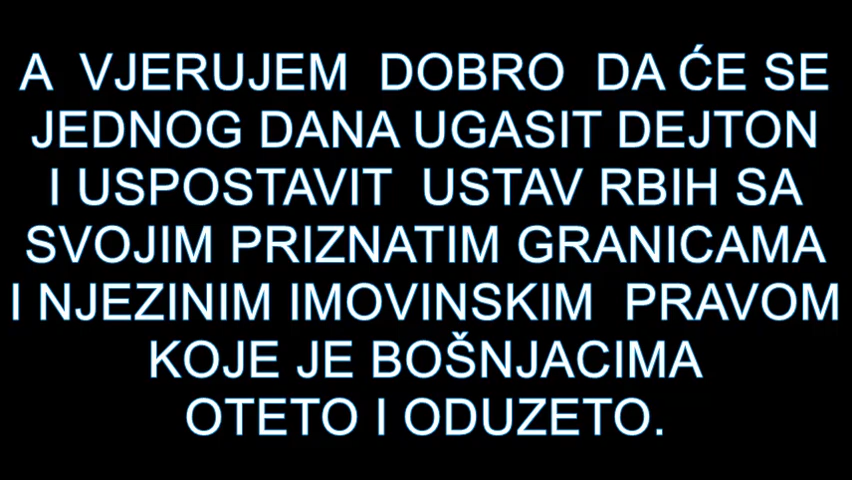 A VJERUJEM DOBRO DA ĆE SE
JEDNOG DANA UGASIT DEJTON
I USPOSTAVIT USTAV RBIH SA
SVOJIM PRIZNATIM GRANICAMA
I NJEZINIM IMOVINSKIM PRAVOM
KOJE JE BOŠNJACIMA
OTETO I ODUZETO.